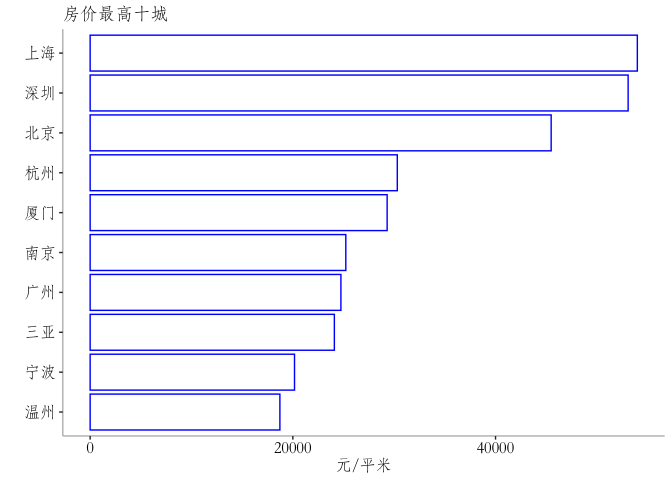 房价最高十城
上海
深圳
北京
杭州
厦门
南京
广州
三亚
宁波
温州
0 20000 40000
元/平米